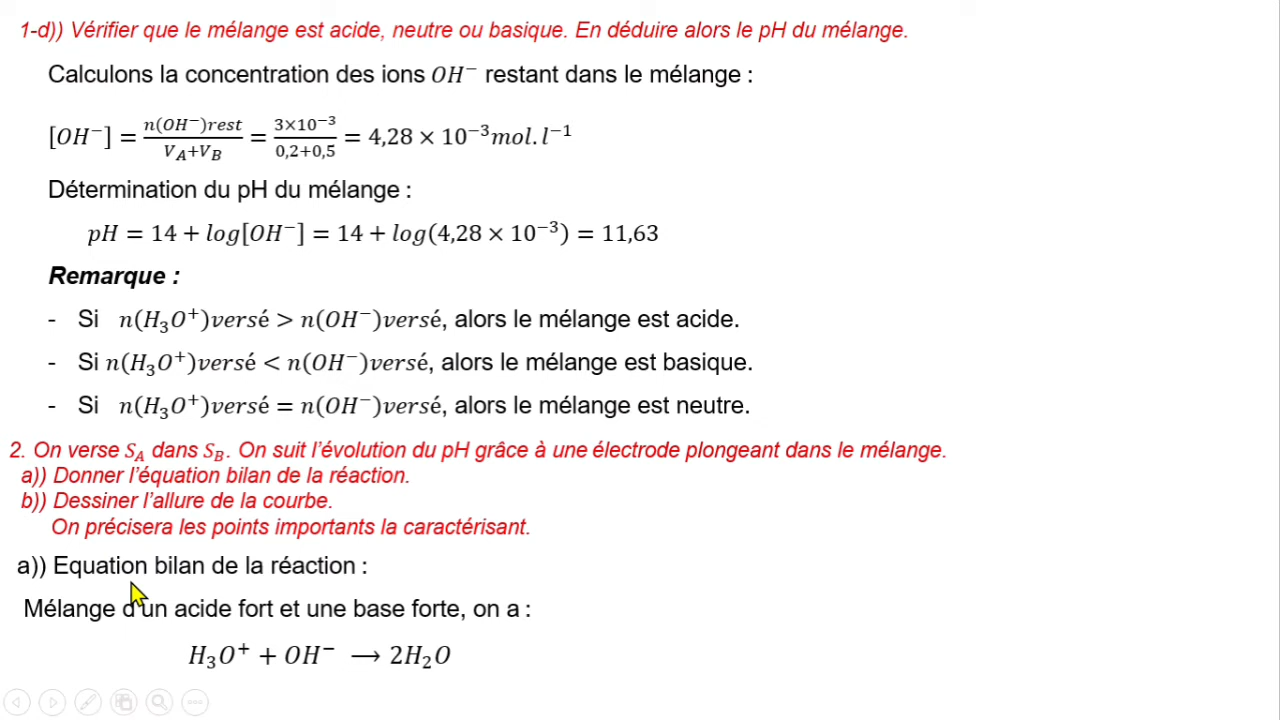 1-d)) Vérifier que le mélange est acide, neutre ou basique. En déduire alors le pH du mélange.
Calculons la concentration des ions OH⁻ restant dans le mélange :
[OH⁻] = n(OH⁻)rest / V_A+V_B = 3×10⁻³ / 0,2+0,5 = 4,28 × 10⁻³mol.l⁻¹
Détermination du pH du mélange :
pH = 14 + log[OH⁻] = 14 + log(4,28 × 10⁻³) = 11,63
Remarque :
- Si n(H₃O⁺)versé > n(OH⁻)versé, alors le mélange est acide.
- Si n(H₃O⁺)versé < n(OH⁻)versé, alors le mélange est basique.
- Si n(H₃O⁺)versé = n(OH⁻)versé, alors le mélange est neutre.
2. On verse S_A dans S_B. On suit l’évolution du pH grâce à une électrode plongeant dans le mélange.
a)) Donner l’équation bilan de la réaction.
b)) Dessiner l’allure de la courbe.
On précisera les points importants la caractérisant.
a)) Equation bilan de la réaction :
Mélange d’un acide fort et une base forte, on a :
H₃O⁺ + OH⁻ ⟶ 2H₂O